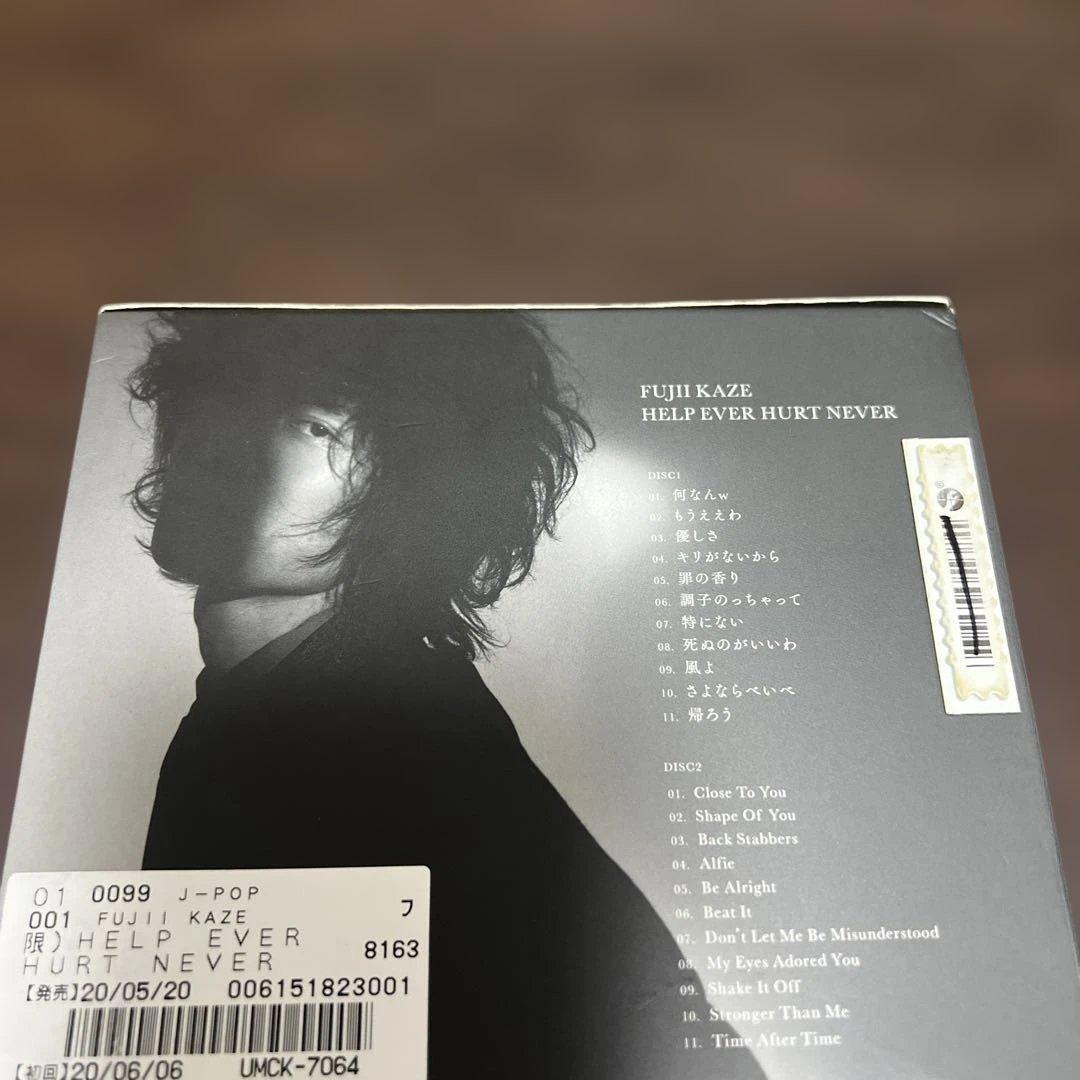 FUJII KAZE
HELP EVER HURT NEVER
DISC1
01. 何なんw
02. もうええわ
03. 優しさ
04. キリがないから
05. 罪の香り
06. 調子のっちゃって
07. 特にない
08. 死ぬのがいいわ
09. 風よ
10. さよならべいべ
11. 帰ろう
DISC2
01. Close To You
02. Shape Of You
03. Back Stabbers
04. Alfie
05. Be Alright
06. Beat It
07. Don't Let Me Be Misunderstood
08. My Eyes Adored You
09. Shake It Off
10. Stronger Than Me
11. Time After Time
01 0099 J-POP
001 FUJII KAZE フ
限)HELP EVER
HURT NEVER 8163
【発売】20/05/20 006151823001
【初回】20/06/06 UMCK-7064